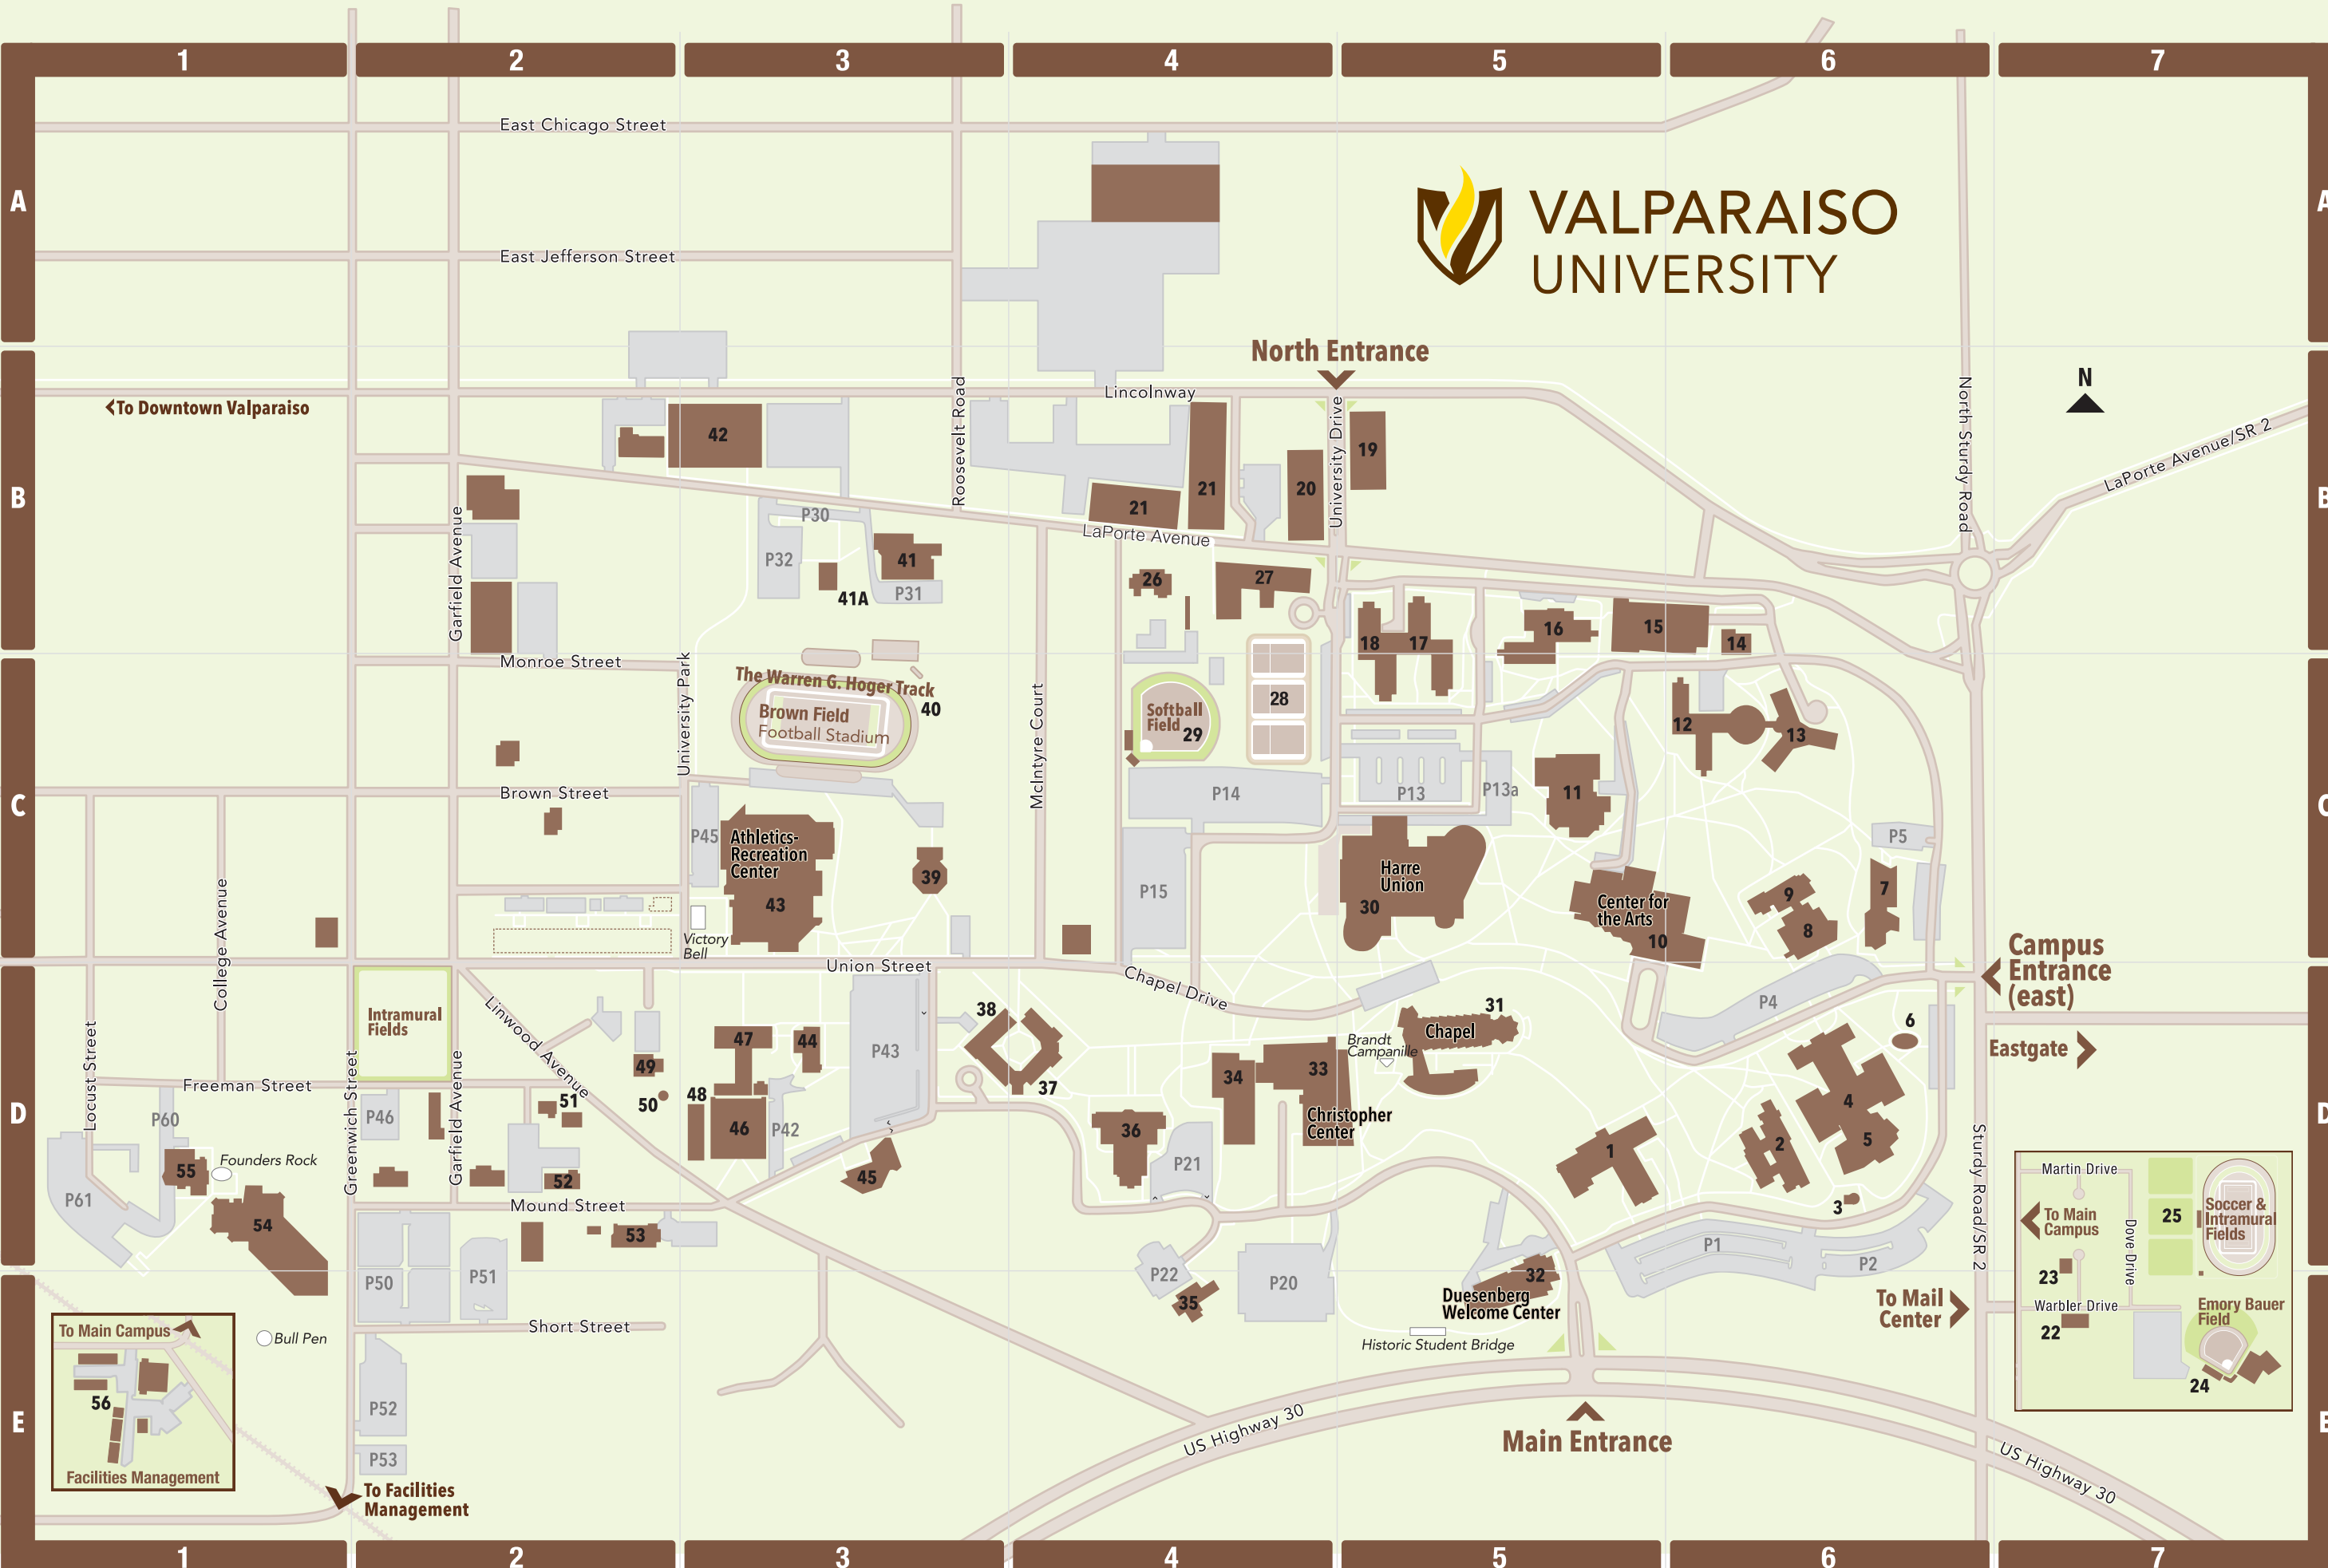 1 2 3 4 5 6 7
East Chicago Street
A
VALPARAISO
UNIVERSITY
A
East Jefferson Street
North Entrance
N
Lincolnway
To Downtown Valparaiso
Roosevelt Road
University Drive
North Sturdy Road
LaPorte Avenue/SR 2
42
19
B
21
20
21
B
P30
LaPorte Avenue
Garfield Avenue
P32
41
26
27
P31
41A
18
17
16
15
14
Monroe Street
University Park
The Warren G. Hoger Track
40
Brown Field
Football Stadium
McIntyre Court
Softball
Field
29
28
12
13
Brown Street
P14
P13
P13a
11
C
C
P45
Athletics-
Recreation
Center
43
P5
39
Harre
Union
30
P15
Center for
the Arts
10
9
8
7
College Avenue
Victory
Bell
Union Street
Chapel Drive
Campus
Entrance
(east)
P4
Intramural
Fields
Linwood Avenue
38
31
Chapel
6
Locust Street
47
44
P43
Brandt
Campanille
Eastgate
Greenwich Street
Garfield Avenue
49
33
34
37
Freeman Street
48
50
51
D
P60
P46
46
P42
36
Christopher
Center
4
D
55
Founders Rock
P21
1
2
5
Sturdy Road/SR 2
Martin Drive
P61
52
45
3
To Main
Campus
25
Soccer &
Intramural
Fields
Dove Drive
54
Mound Street
53
P1
P2
P50
P51
P22
P20
32
23
35
Duesenberg
Welcome Center
To Mail
Center
Warbler Drive
22
Emory Bauer
Field
24
To Main Campus
Bull Pen
Short Street
Historic Student Bridge
56
P52
E
E
US Highway 30
Main Entrance
US Highway 30
Facilities Management
P53
To Facilities
Management
1 2 3 4 5 6 7